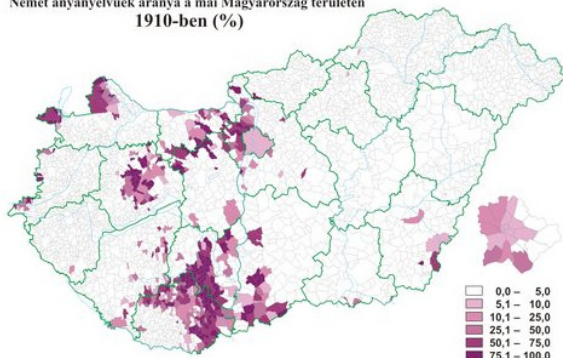 Német anyanyelvűek aránya a mai Magyarország területén
1910-ben (%)
0,0 – 5,0
5,1 – 10,0
10,1 – 25,0
25,1 – 50,0
50,1 – 75,0
75,1 – 100,0